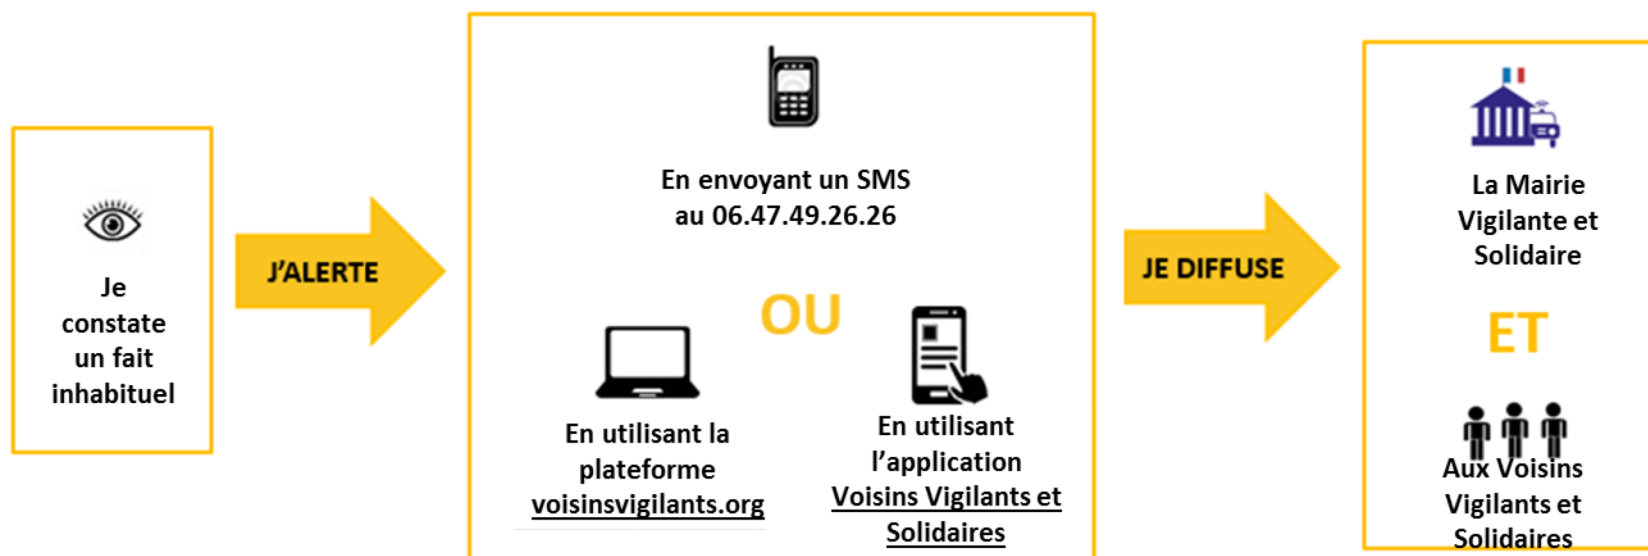 Je
constate
un fait
inhabituel
J'ALERTE
En envoyant un SMS
au 06.47.49.26.26
OU
En utilisant la
plateforme
voisinsvigilants.org
En utilisant
l'application
Voisins Vigilants et
Solidaires
JE DIFFUSE
La Mairie
Vigilante et
Solidaire
ET
Aux Voisins
Vigilants et
Solidaires